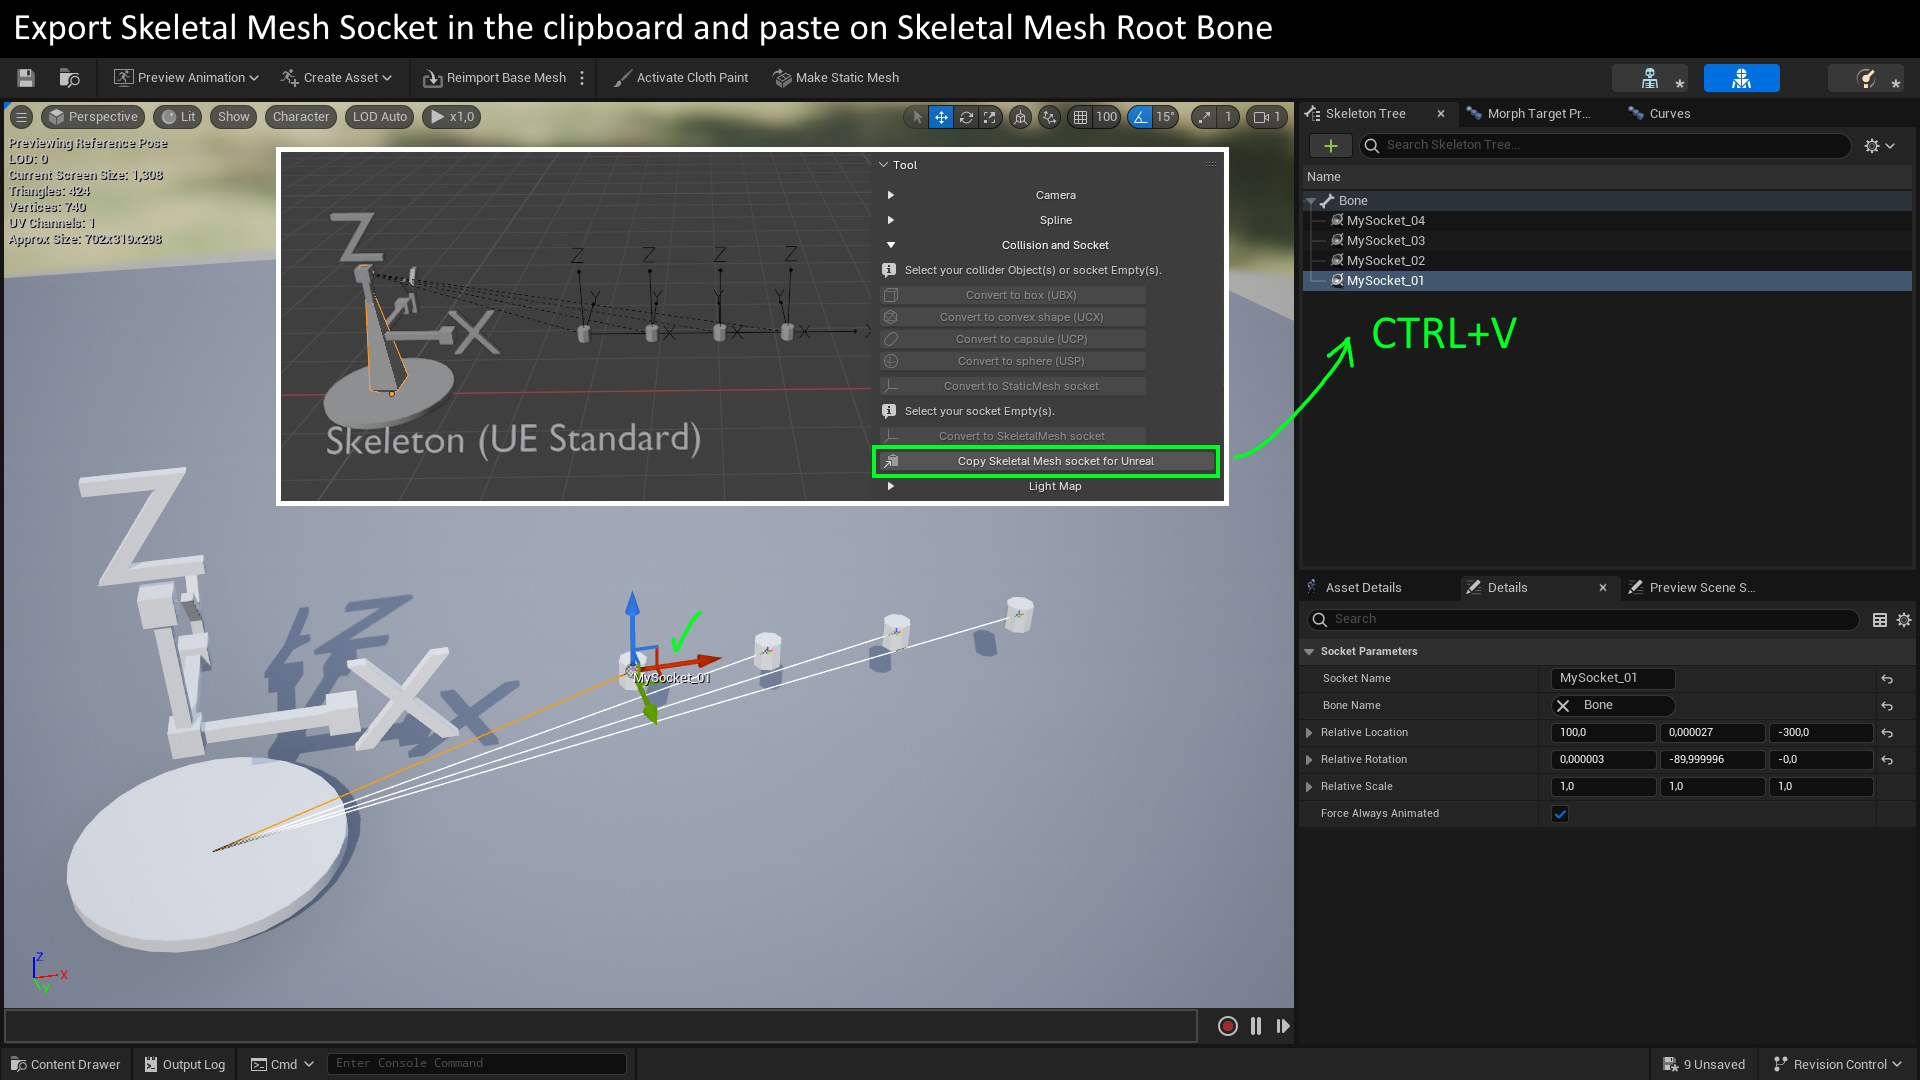 Export Skeletal Mesh Socket in the clipboard and paste on Skeletal Mesh Root Bone
Preview Animation
Create Asset
Reimport Base Mesh
Activate Cloth Paint
Make Static Mesh
Perspective
Lit
Show
Character
LOD Auto
x1,0
100
15°
1
1
Previewing Reference Pose
LOD: 0
Current Screen Size: 1,308
Triangles: 424
Vertices: 740
UV Channels: 1
Approx Size: 702x319x298
Z
X
Z
Z
Z
Z
Y
Y
Y
Y
X
X
X
X
Skeleton (UE Standard)
Tool
Camera
Spline
Collision and Socket
Select your collider Object(s) or socket Empty(s).
Convert to box (UBX)
Convert to convex shape (UCX)
Convert to capsule (UCP)
Convert to sphere (USP)
Convert to StaticMesh socket
Select your socket Empty(s).
Convert to SkeletalMesh socket
Copy Skeletal Mesh socket for Unreal
Light Map
Z
X
MySocket_01
Z
X
Y
Skeleton Tree
Morph Target Pr...
Curves
Search Skeleton Tree...
Name
Bone
MySocket_04
MySocket_03
MySocket_02
MySocket_01
CTRL+V
Asset Details
Details
Preview Scene S...
Search
Socket Parameters
Socket Name MySocket_01
Bone Name Bone
Relative Location 100,0 0,000027 -300,0
Relative Rotation 0,000003 -89,999996 -0,0
Relative Scale 1,0 1,0 1,0
Force Always Animated
Content Drawer
Output Log
Cmd
Enter Console Command
9 Unsaved
Revision Control